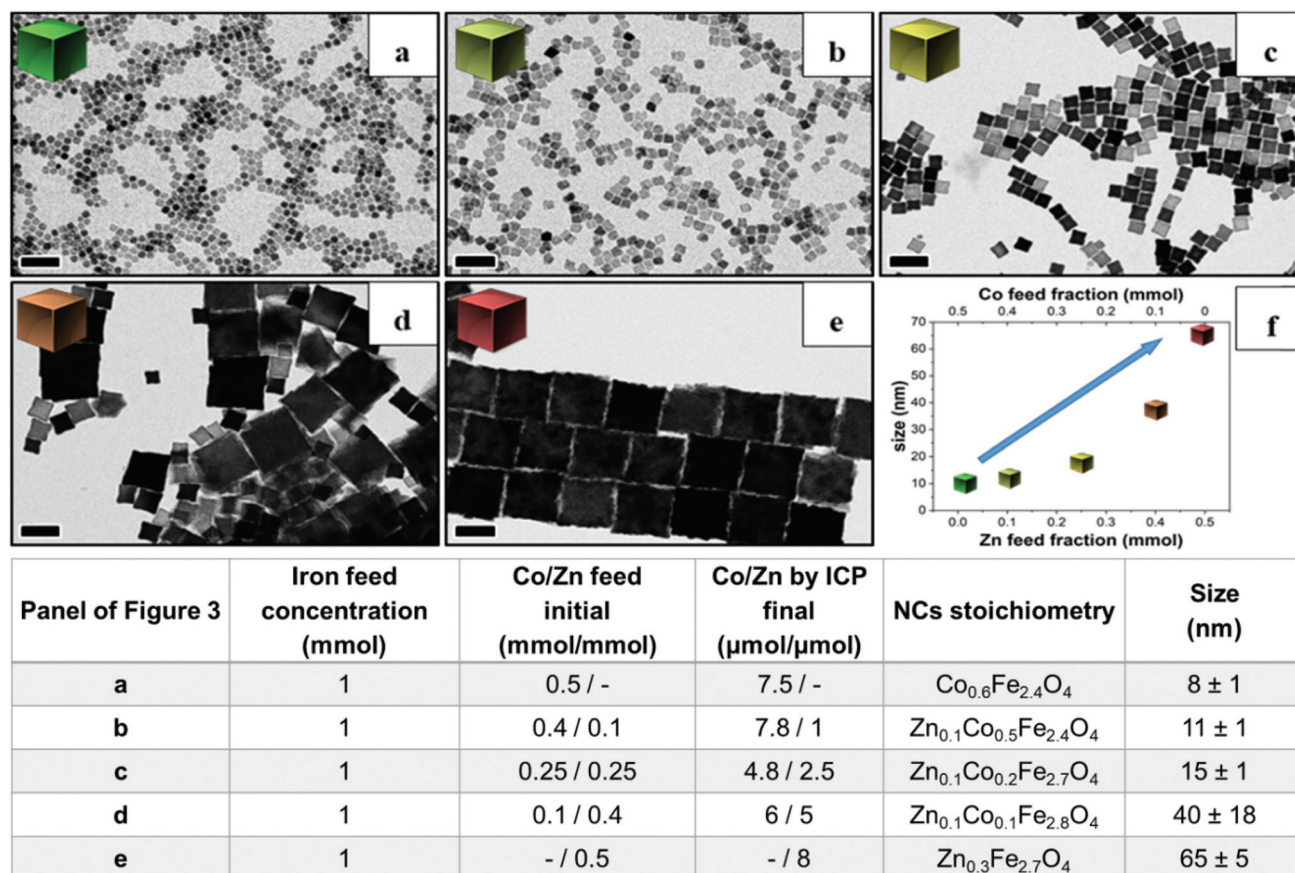 a
b
c
d
e
f
Co feed fraction (mmol)
0.5 0.4 0.3 0.2 0.1 0
70
60
50
40
30
20
10
0
size (nm)
0.0 0.1 0.2 0.3 0.4 0.5
Zn feed fraction (mmol)
Panel of Figure 3 | Iron feed concentration (mmol) | Co/Zn feed initial (mmol/mmol) | Co/Zn by ICP final (µmol/µmol) | NCs stoichiometry | Size (nm)
a 1 0.5 / - 7.5 / - Co₀.₆Fe₂.₄O₄ 8 ± 1
b 1 0.4 / 0.1 7.8 / 1 Zn₀.₁Co₀.₅Fe₂.₄O₄ 11 ± 1
c 1 0.25 / 0.25 4.8 / 2.5 Zn₀.₁Co₀.₂Fe₂.₇O₄ 15 ± 1
d 1 0.1 / 0.4 6 / 5 Zn₀.₁Co₀.₁Fe₂.₈O₄ 40 ± 18
e 1 - / 0.5 - / 8 Zn₀.₃Fe₂.₇O₄ 65 ± 5